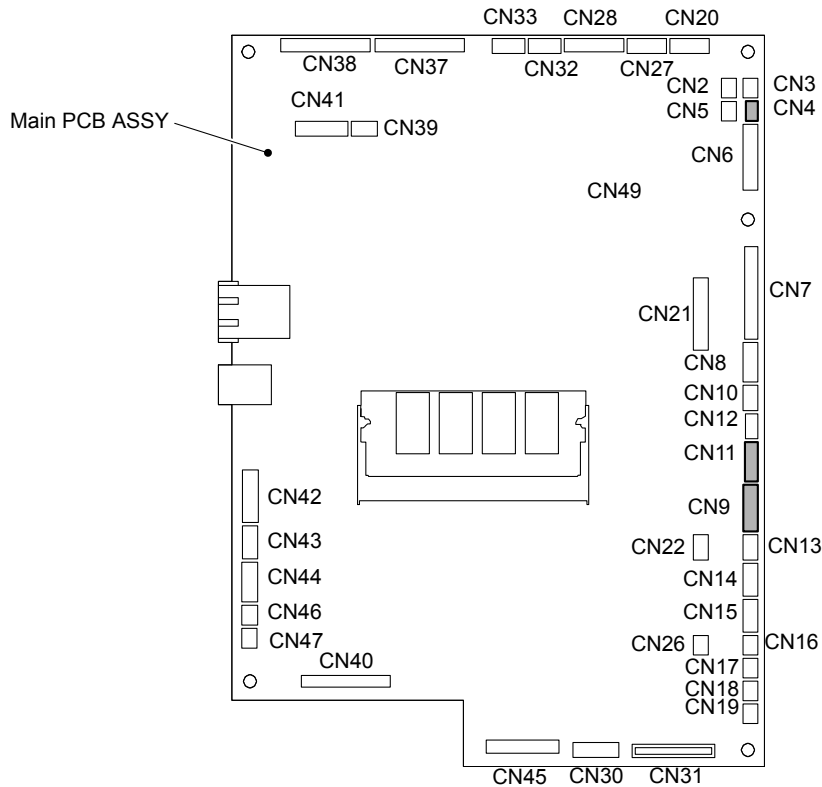 CN33 CN28 CN20
CN38 CN37 CN32 CN27
CN2 CN3
CN41 CN5 CN4
Main PCB ASSY CN39
CN6
CN49
CN7
CN21
CN8
CN10
CN12
CN11
CN42 CN9
CN43 CN22 CN13
CN44 CN14
CN46 CN15
CN47 CN26 CN16
CN40 CN17
CN18
CN19
CN45 CN30 CN31